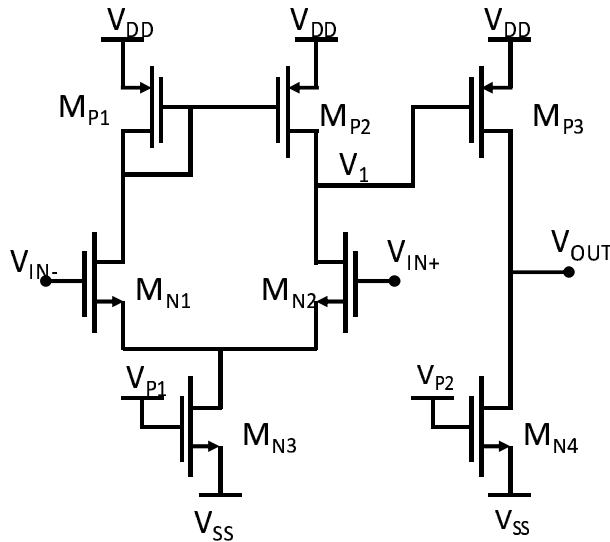 VDD VDD VDD
MP1 MP2 MP3
V1
VIN- MN1 MN2 VIN+ VOUT
VP1 MN3 VP2 MN4
VSS VSS